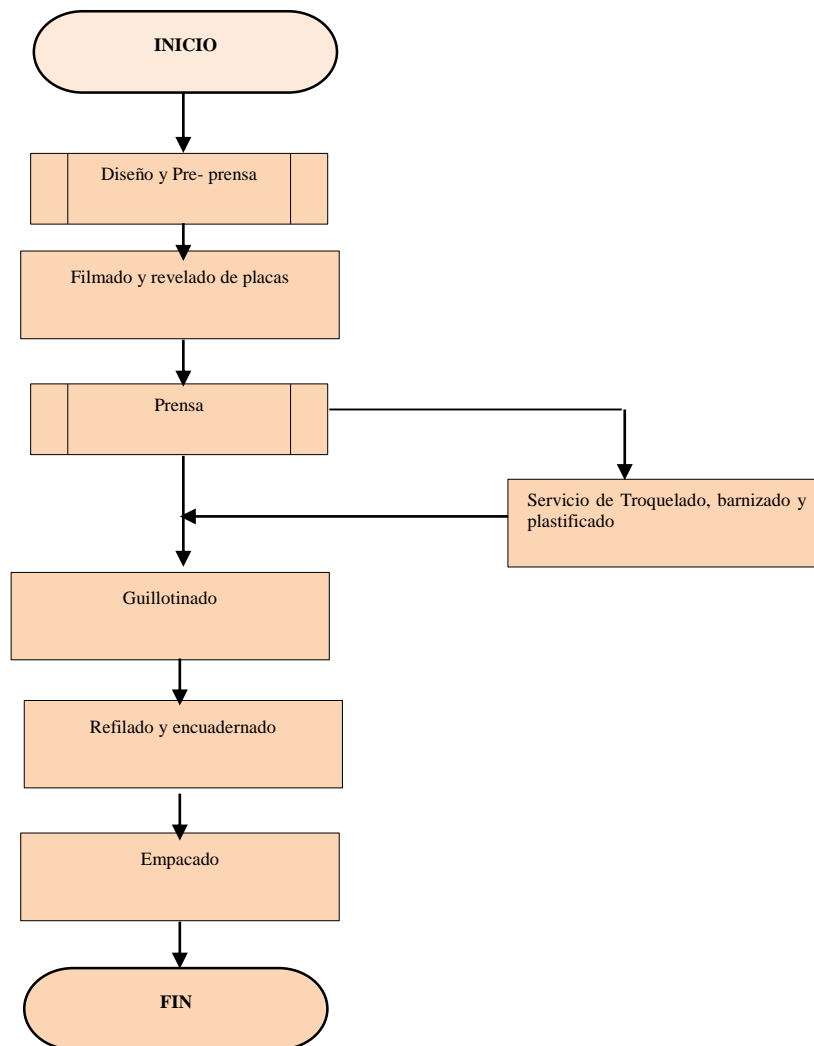 INICIO
Diseño y Pre- prensa
Filmado y revelado de placas
Prensa
Servicio de Troquelado, barnizado y
plastificado
Guillotinado
Refilado y encuadernado
Empacado
FIN